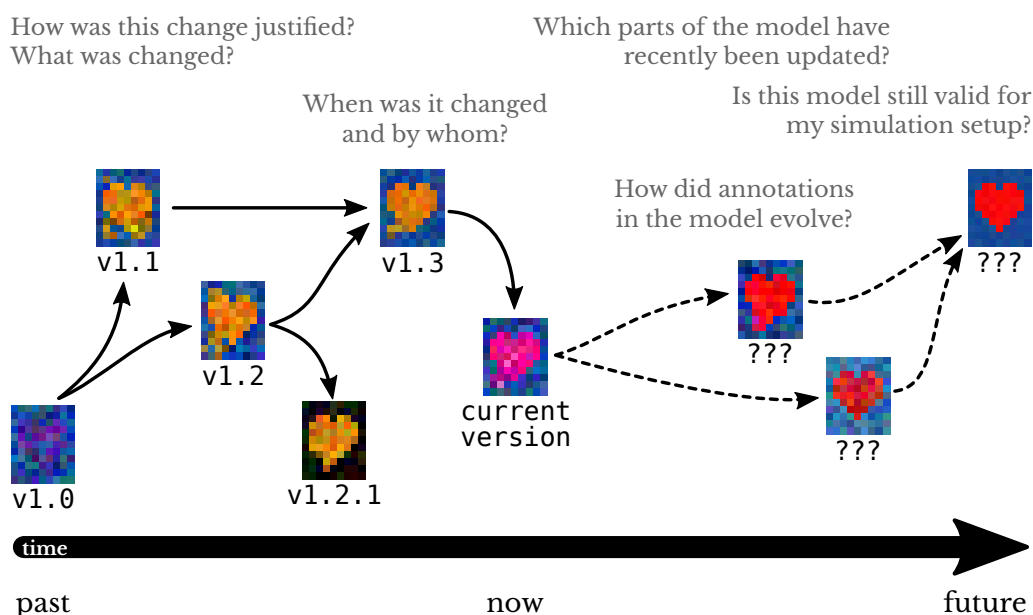 How was this change justified?
What was changed?
Which parts of the model have
recently been updated?
When was it changed
and by whom?
Is this model still valid for
my simulation setup?
How did annotations
in the model evolve?
v1.1
v1.3
???
v1.2
???
current
version
???
v1.0
v1.2.1
time
past
now
future